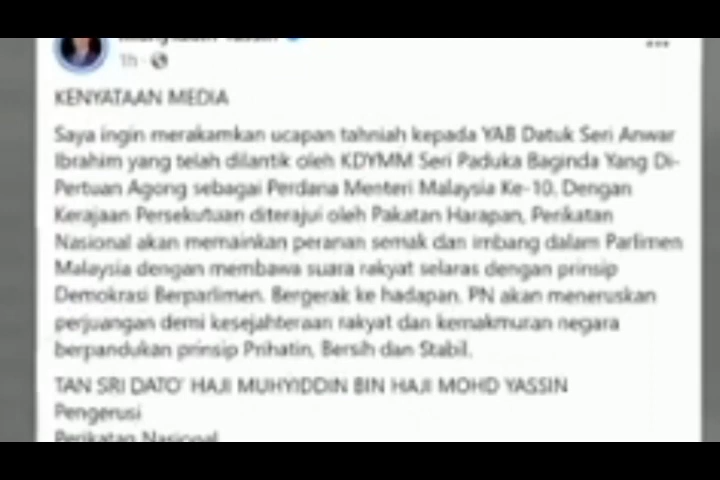 1h
KENYATAAN MEDIA
Saya ingin merakamkan ucapan tahniah kepada YAB Datuk Seri Anwar
Ibrahim yang telah dilantik oleh KDYMM Seri Paduka Baginda Yang Di-
Pertuan Agong sebagai Perdana Menteri Malaysia Ke-10. Dengan
Kerajaan Persekutuan diterajui oleh Pakatan Harapan, Perikatan
Nasional akan memainkan peranan semak dan imbang dalam Parlimen
Malaysia dengan membawa suara rakyat selaras dengan prinsip
Demokrasi Berparlimen. Bergerak ke hadapan, PN akan meneruskan
perjuangan demi kesejahteraan rakyat dan kemakmuran negara
berpandukan prinsip Prihatin, Bersih dan Stabil.
TAN SRI DATO' HAJI MUHYIDDIN BIN HAJI MOHD YASSIN
Pengerusi
Perikatan Nasional